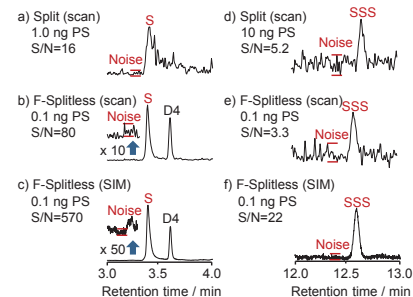 a) Split (scan)
1.0 ng PS
S/N=16
S
Noise
b) F-Splitless (scan)
0.1 ng PS
S/N=80
Noise
x 10
S
D4
c) F-Splitless (SIM)
0.1 ng PS
S/N=570
Noise
x 50
S
D4
3.0 3.5 4.0
Retention time / min
d) Split (scan)
10 ng PS
S/N=5.2
SSS
Noise
e) F-Splitless (scan)
0.1 ng PS
S/N=3.3
SSS
Noise
f) F-Splitless (SIM)
0.1 ng PS
S/N=22
SSS
Noise
12.0 12.5 13.0
Retention time / min